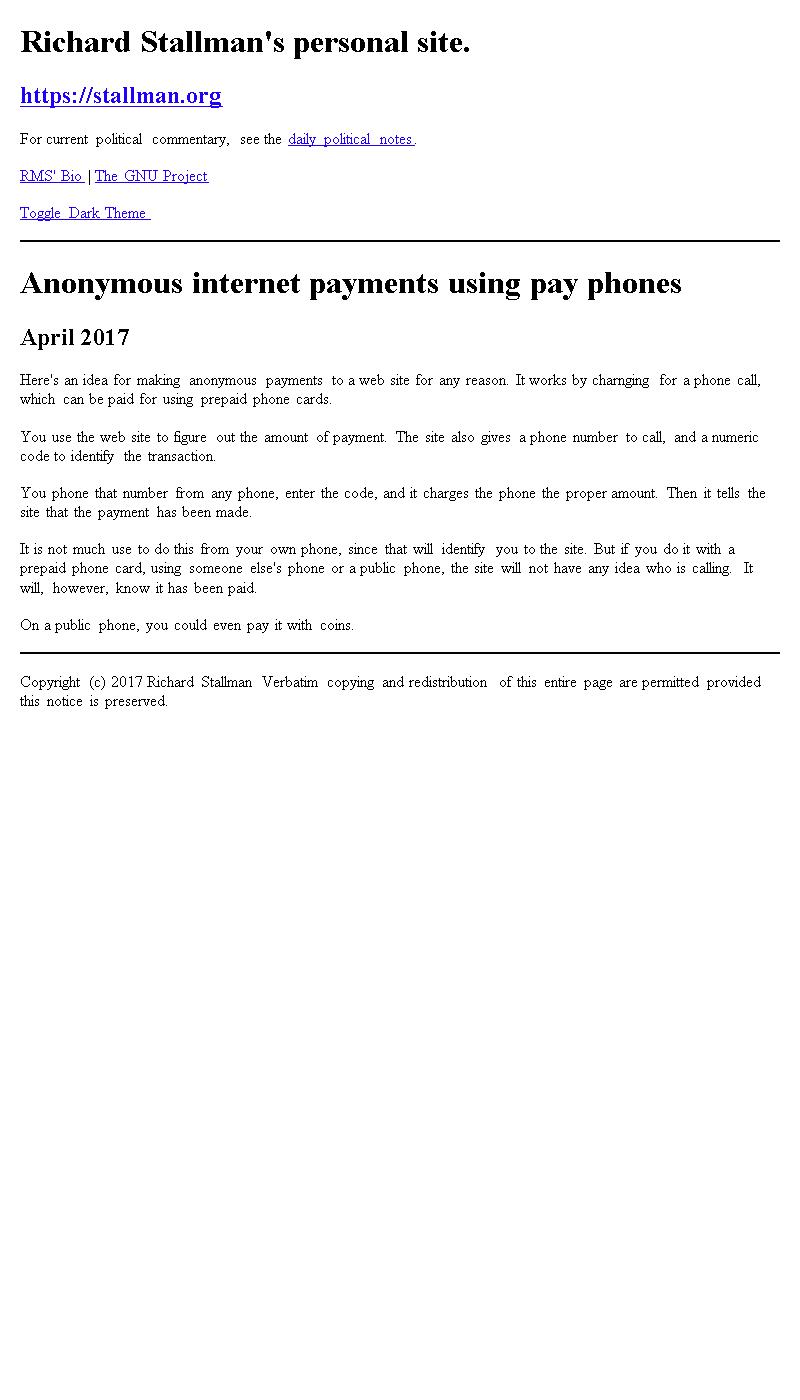 Richard Stallman's personal site.
https://stallman.org
For current political commentary, see the daily political notes.
RMS' Bio | The GNU Project
Toggle Dark Theme
Anonymous internet payments using pay phones
April 2017
Here's an idea for making anonymous payments to a web site for any reason. It works by charnging for a phone call,
which can be paid for using prepaid phone cards.
You use the web site to figure out the amount of payment. The site also gives a phone number to call, and a numeric
code to identify the transaction.
You phone that number from any phone, enter the code, and it charges the phone the proper amount. Then it tells the
site that the payment has been made.
It is not much use to do this from your own phone, since that will identify you to the site. But if you do it with a
prepaid phone card, using someone else's phone or a public phone, the site will not have any idea who is calling. It
will, however, know it has been paid.
On a public phone, you could even pay it with coins.
Copyright (c) 2017 Richard Stallman Verbatim copying and redistribution of this entire page are permitted provided
this notice is preserved.